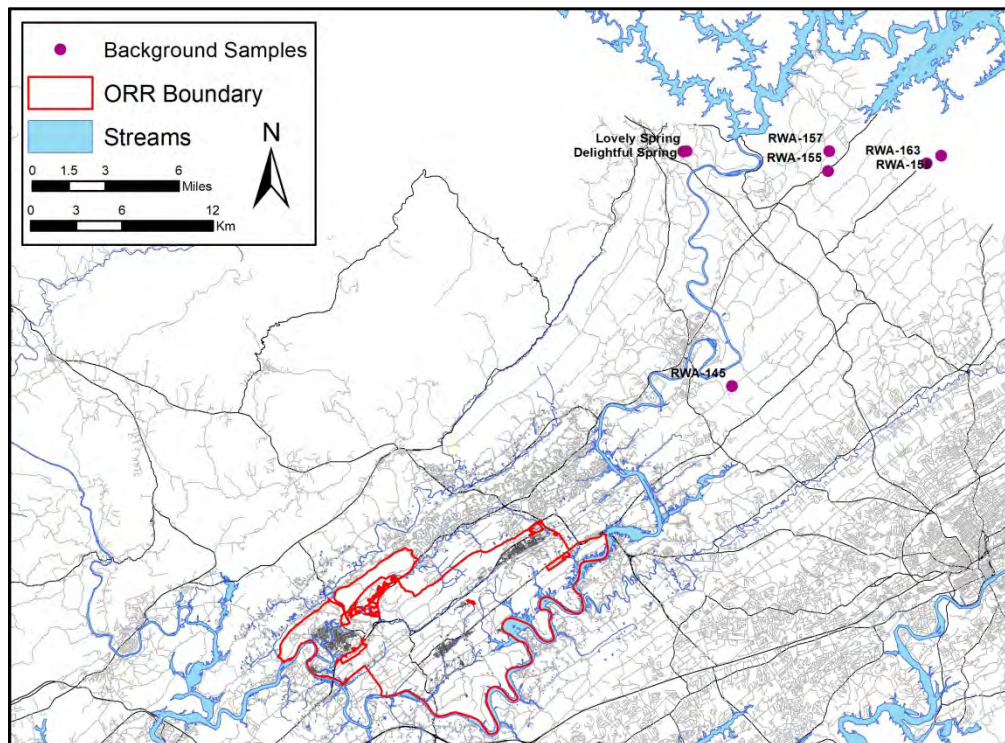 Background Samples
ORR Boundary
Streams
N
0 1.5 3 6
Miles
0 3 6 12
Km
Lovely Spring
Delightful Spring
RWA-157
RWA-155
RWA-163
RWA-145